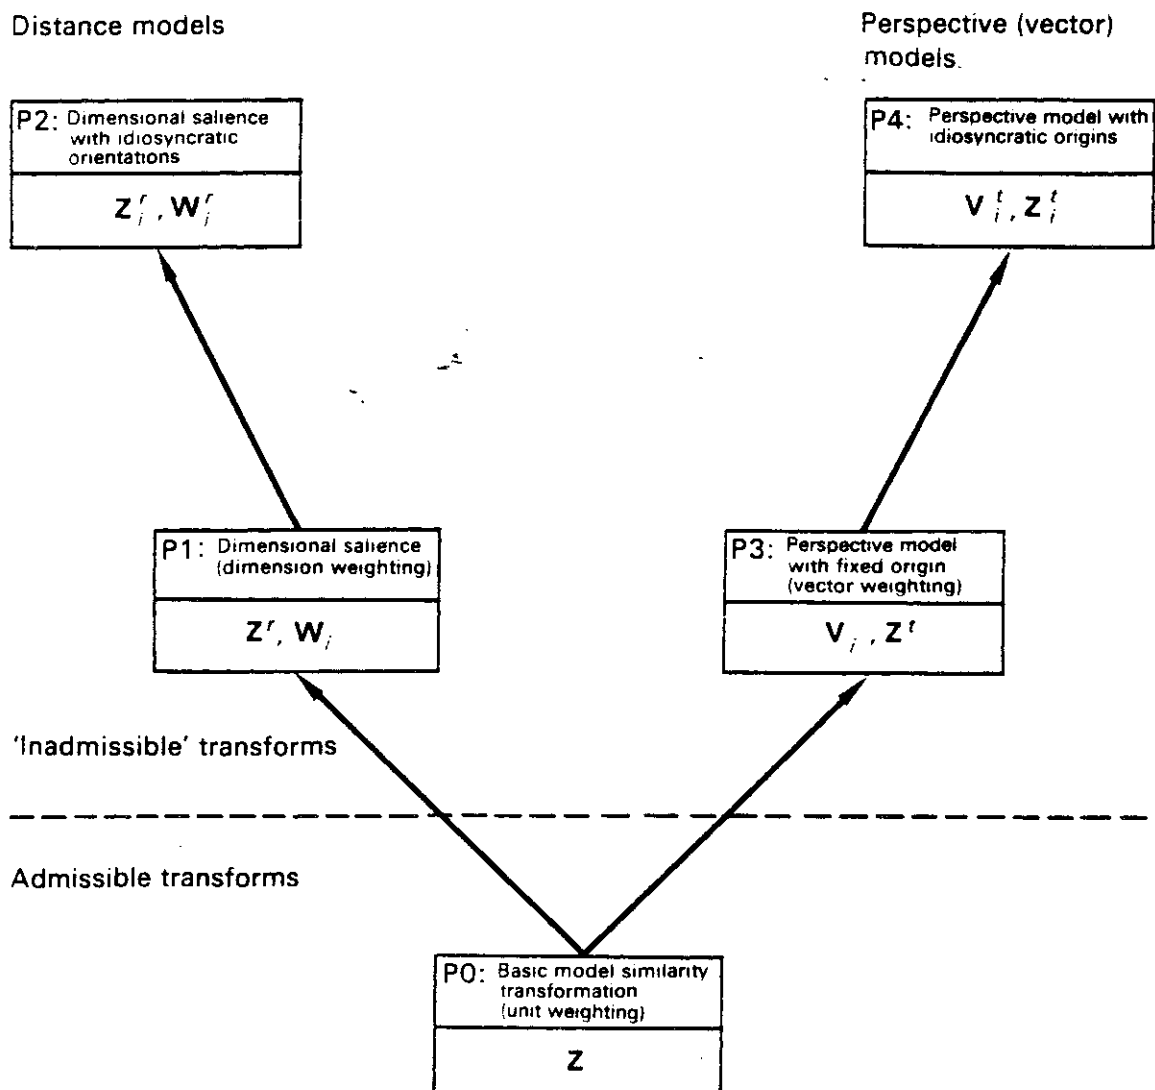 Distance models
Perspective (vector)
models.
P2: Dimensional salience
with idiosyncratic
orientations
Z_i^r, W_i^r
P4: Perspective model with
idiosyncratic origins
V_i^t, Z_i^t
P1: Dimensional salience
(dimension weighting)
Z^r, W_i
P3: Perspective model
with fixed origin
(vector weighting)
V_i, Z^t
'Inadmissible' transforms
Admissible transforms
P0: Basic model similarity
transformation
(unit weighting)
Z